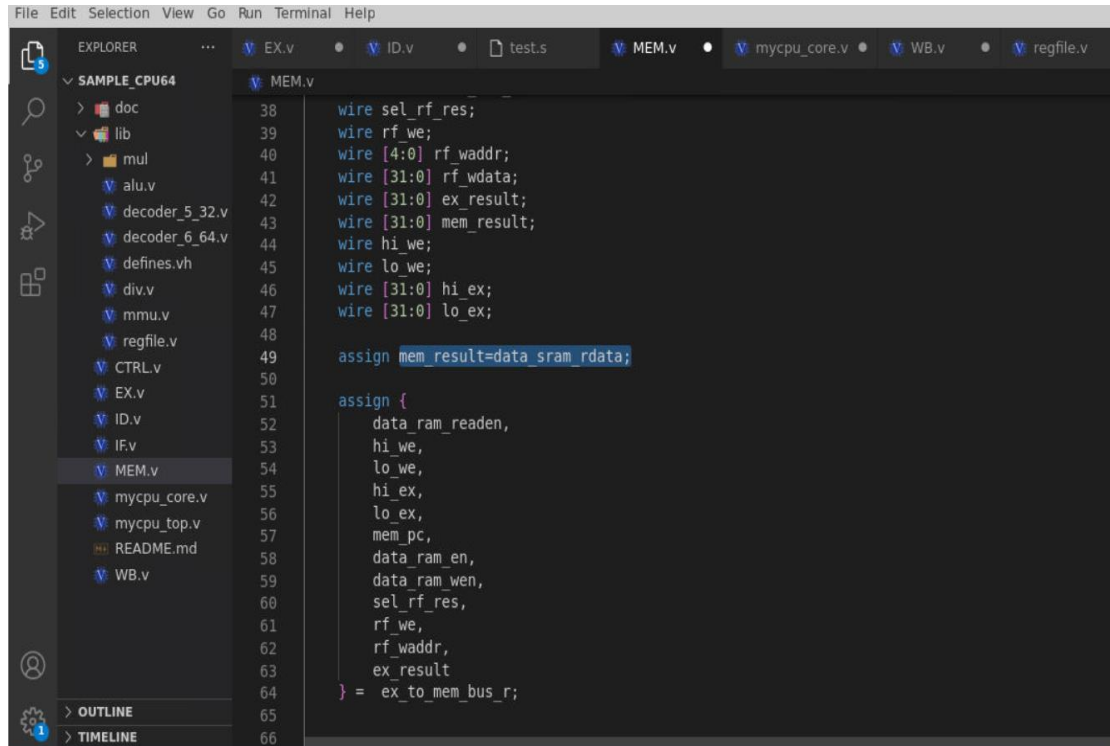 File Edit Selection View Go Run Terminal Help
EXPLORER ...
EX.v
ID.v
test.s
MEM.v
mycpu_core.v
WB.v
regfile.v
5
SAMPLE_CPU64
MEM.v
doc
lib
mul
alu.v
decoder_5_32.v
decoder_6_64.v
defines.vh
div.v
mmu.v
regfile.v
CTRL.v
EX.v
ID.v
IF.v
MEM.v
mycpu_core.v
mycpu_top.v
README.md
WB.v
OUTLINE
TIMELINE
1
38 wire sel_rf_res;
39 wire rf_we;
40 wire [4:0] rf_waddr;
41 wire [31:0] rf_wdata;
42 wire [31:0] ex_result;
43 wire [31:0] mem_result;
44 wire hi_we;
45 wire lo_we;
46 wire [31:0] hi_ex;
47 wire [31:0] lo_ex;
48
49 assign mem_result=data_sram_rdata;
50
51 assign {
52 data_ram_readen,
53 hi_we,
54 lo_we,
55 hi_ex,
56 lo_ex,
57 mem_pc,
58 data_ram_en,
59 data_ram_wen,
60 sel_rf_res,
61 rf_we,
62 rf_waddr,
63 ex_result
64 } = ex_to_mem_bus_r;
65
66